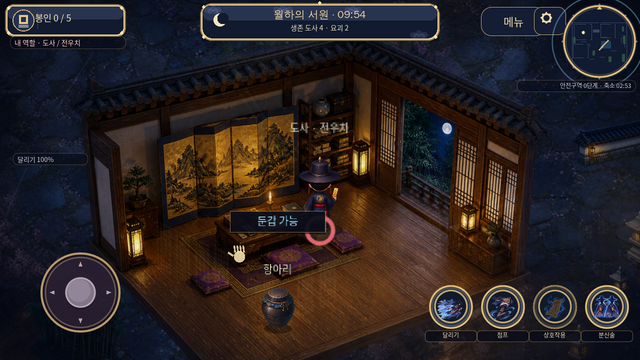 봉인 0 / 5
내 역할 · 도사 / 전우치
월하의 서원 · 09:54
생존 도사 4 · 요괴 2
메뉴
안전구역 0단계 · 축소 02:53
도사 · 전우치
달리기 100%
둔갑 가능
항아리
달리기
점프
상호작용
분신술